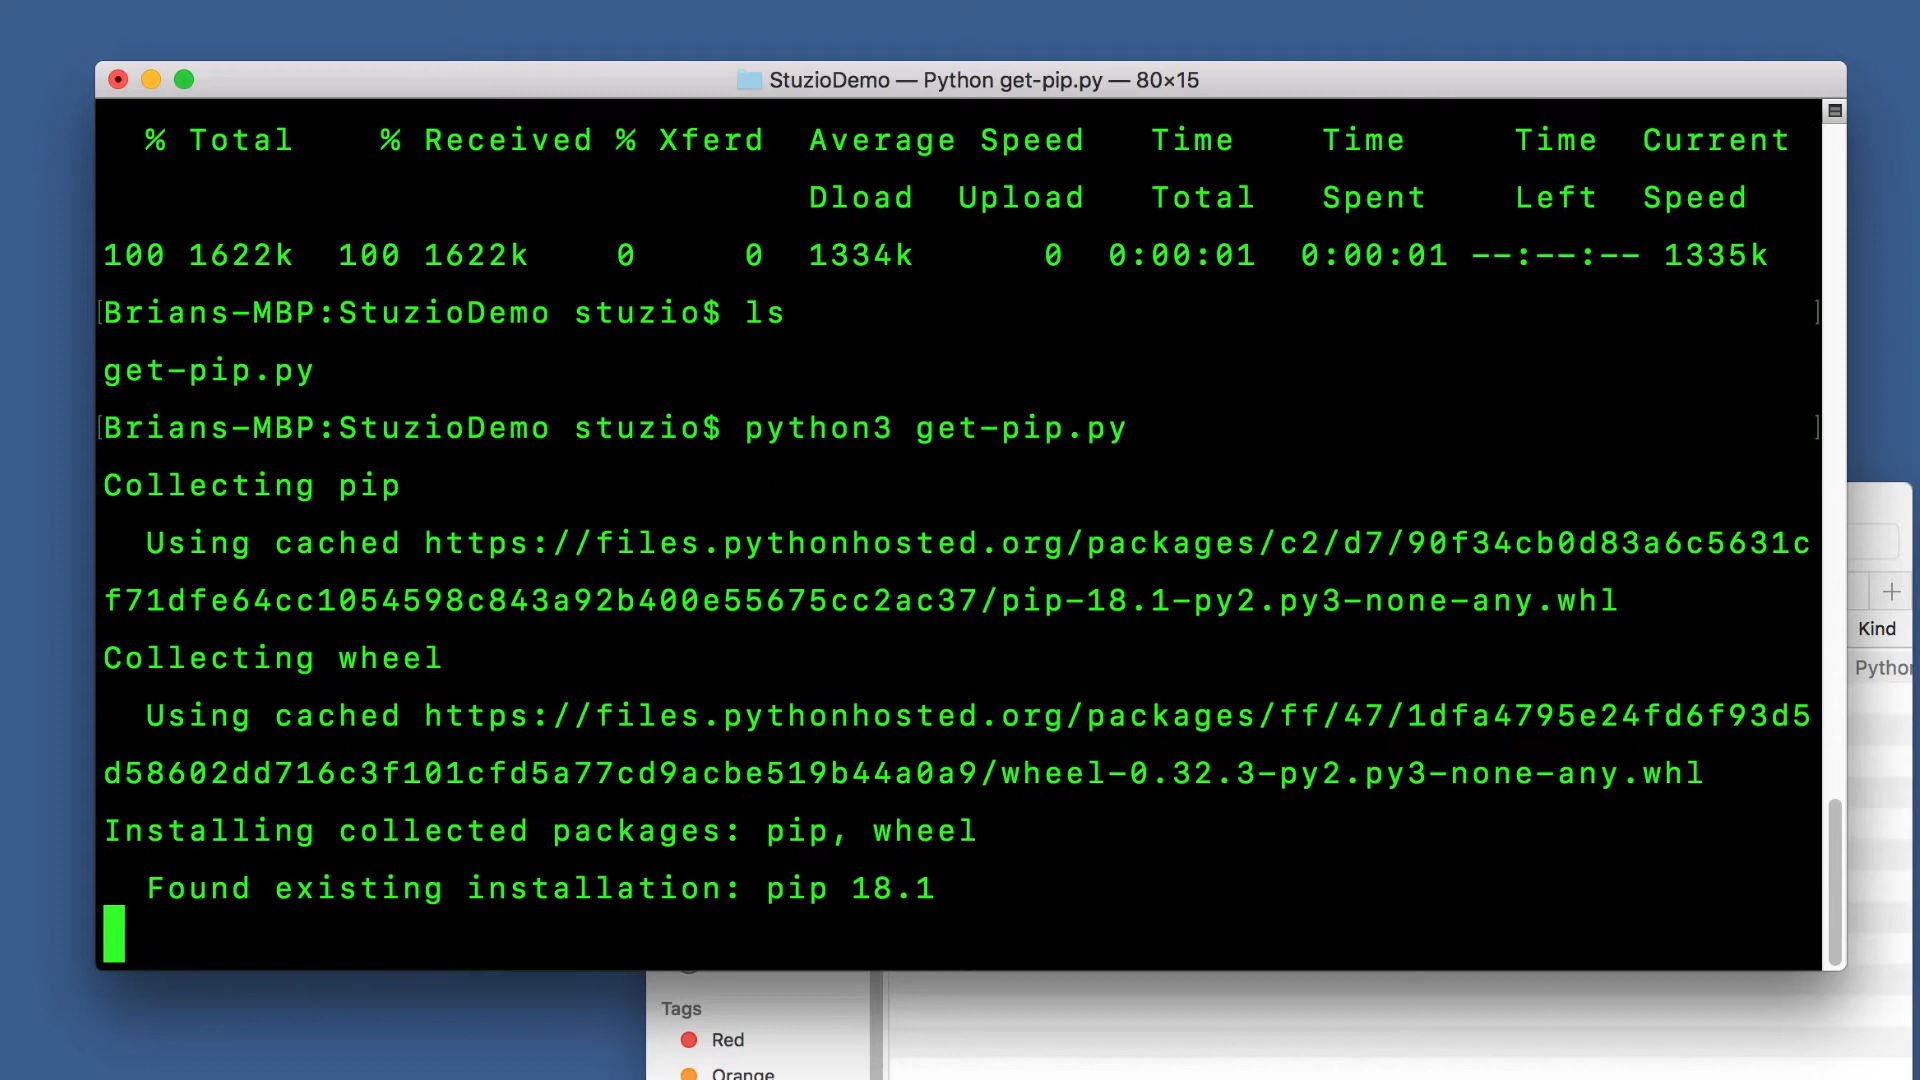 StuzioDemo — Python get-pip.py — 80×15
% Total    % Received % Xferd  Average Speed   Time    Time     Time  Current
Dload  Upload   Total   Spent    Left  Speed
100 1622k  100 1622k    0     0  1334k      0  0:00:01  0:00:01 --:--:-- 1335k
[Brians-MBP:StuzioDemo stuzio$ ls ]
get-pip.py
[Brians-MBP:StuzioDemo stuzio$ python3 get-pip.py ]
Collecting pip
Using cached https://files.pythonhosted.org/packages/c2/d7/90f34cb0d83a6c5631c
f71dfe64cc1054598c843a92b400e55675cc2ac37/pip-18.1-py2.py3-none-any.whl
Collecting wheel
Using cached https://files.pythonhosted.org/packages/ff/47/1dfa4795e24fd6f93d5
d58602dd716c3f101cfd5a77cd9acbe519b44a0a9/wheel-0.32.3-py2.py3-none-any.whl
Installing collected packages: pip, wheel
Found existing installation: pip 18.1
Kind
Python
Tags
Red
Orange